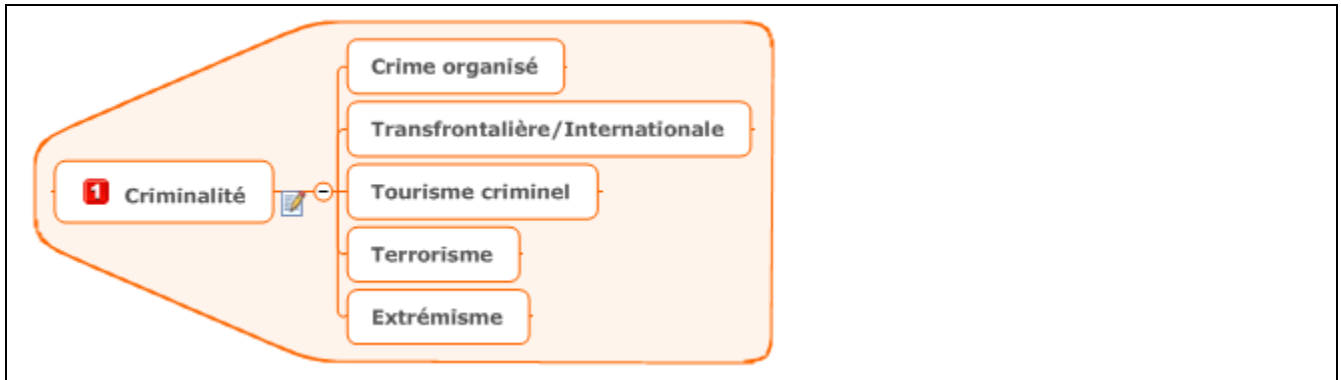 1 Criminalité
Crime organisé
Transfrontalière/Internationale
Tourisme criminel
Terrorisme
Extrémisme